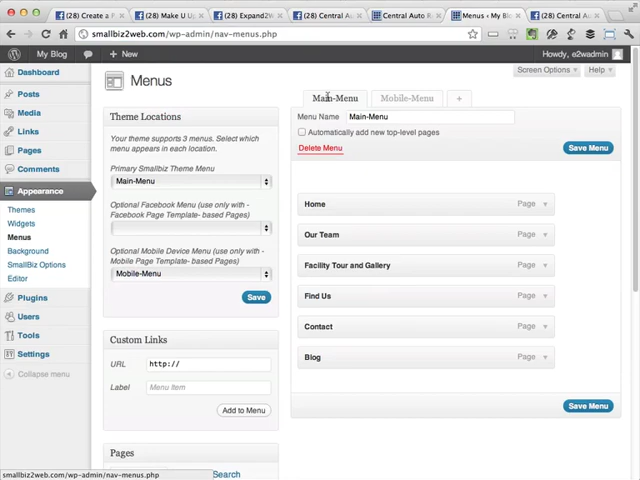 (28) Create a F
(28) Make U U
(28) Expand2W
(28) Central Au
Central Auto R
Menus ‹ My Blo
(28) Central Au
smallbiz2web.com/wp-admin/nav-menus.php
My Blog
+ New
Howdy, e2wadmin
Screen Options
Help
Dashboard
Posts
Media
Links
Pages
Comments
Appearance
Themes
Widgets
Menus
Background
SmallBiz Options
Editor
Plugins
Users
Tools
Settings
Collapse menu
Menus
Theme Locations
Your theme supports 3 menus. Select which
menu appears in each location.
Primary Smallbiz Theme Menu
Main-Menu
Optional Facebook Menu (use only with -
Facebook Page Template- based Pages)
Optional Mobile Device Menu (use only with -
Mobile Page Template- based Pages)
Mobile-Menu
Save
Custom Links
URL
http://
Label
Menu Item
Add to Menu
Pages
Search
Main-Menu
Mobile-Menu
+
Menu Name
Main-Menu
Automatically add new top-level pages
Delete Menu
Save Menu
Home Page
Our Team Page
Facility Tour and Gallery Page
Find Us Page
Contact Page
Blog Page
Save Menu
smallbiz2web.com/wp-admin/nav-menus.php